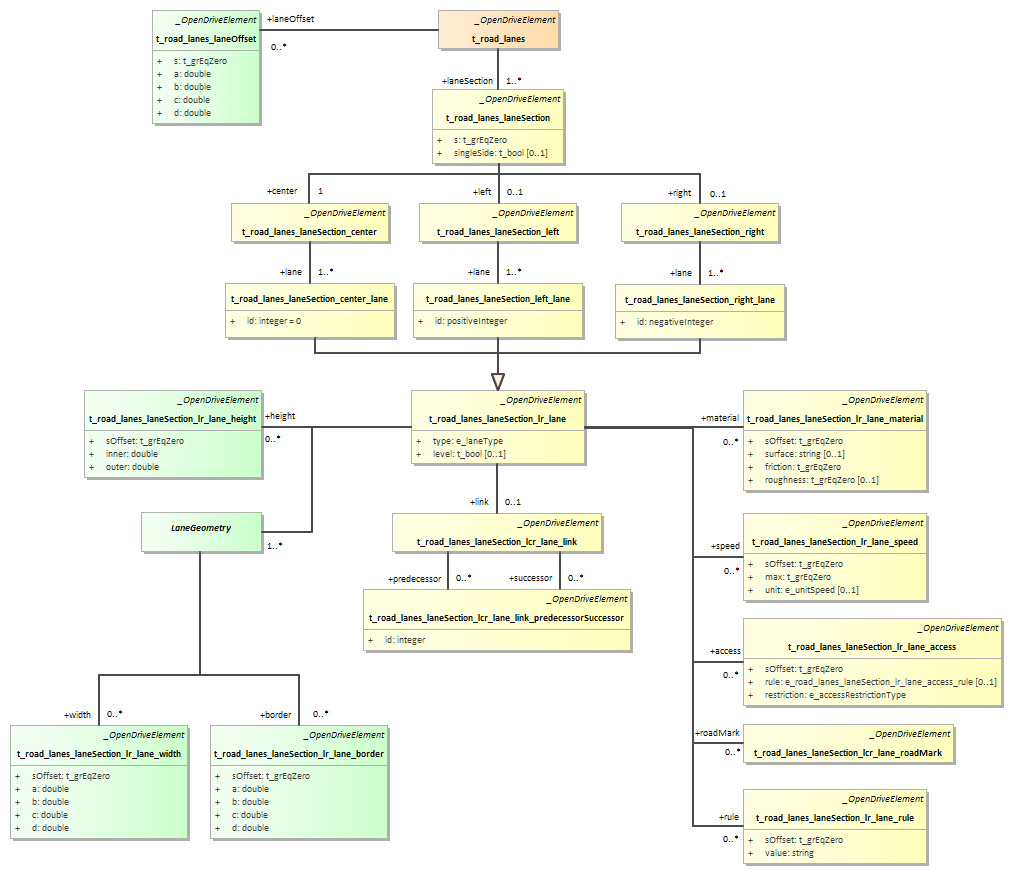 _OpenDriveElement
t_road_lanes_laneOffset
+ s: t_grEqZero
+ a: double
+ b: double
+ c: double
+ d: double
+laneOffset
0..*
_OpenDriveElement
t_road_lanes
+laneSection 1..*
_OpenDriveElement
t_road_lanes_laneSection
+ s: t_grEqZero
+ singleSide: t_bool [0..1]
+center 1
+left 0..1
+right 0..1
_OpenDriveElement
t_road_lanes_laneSection_center
_OpenDriveElement
t_road_lanes_laneSection_left
_OpenDriveElement
t_road_lanes_laneSection_right
+lane 1..*
+lane 1..*
+lane 1..*
t_road_lanes_laneSection_center_lane
+ id: integer = 0
t_road_lanes_laneSection_left_lane
+ id: positiveInteger
t_road_lanes_laneSection_right_lane
+ id: negativeInteger
_OpenDriveElement
t_road_lanes_laneSection_lr_lane_height
+ sOffset: t_grEqZero
+ inner: double
+ outer: double
+height
0..*
_OpenDriveElement
t_road_lanes_laneSection_lr_lane
+ type: e_laneType
+ level: t_bool [0..1]
+material
0..*
_OpenDriveElement
t_road_lanes_laneSection_lr_lane_material
+ sOffset: t_grEqZero
+ surface: string [0..1]
+ friction: t_grEqZero
+ roughness: t_grEqZero [0..1]
+link 0..1
LaneGeometry
1..*
_OpenDriveElement
t_road_lanes_laneSection_lcr_lane_link
+speed
0..*
_OpenDriveElement
t_road_lanes_laneSection_lr_lane_speed
+ sOffset: t_grEqZero
+ max: t_grEqZero
+ unit: e_unitSpeed [0..1]
+predecessor 0..*
+successor 0..*
_OpenDriveElement
t_road_lanes_laneSection_lcr_lane_link_predecessorSuccessor
+ id: integer
+access
0..*
_OpenDriveElement
t_road_lanes_laneSection_lr_lane_access
+ sOffset: t_grEqZero
+ rule: e_road_lanes_laneSection_lr_lane_access_rule [0..1]
+ restriction: e_accessRestrictionType
+width 0..*
+border 0..*
_OpenDriveElement
t_road_lanes_laneSection_lr_lane_width
+ sOffset: t_grEqZero
+ a: double
+ b: double
+ c: double
+ d: double
_OpenDriveElement
t_road_lanes_laneSection_lr_lane_border
+ sOffset: t_grEqZero
+ a: double
+ b: double
+ c: double
+ d: double
+roadMark
0..*
_OpenDriveElement
t_road_lanes_laneSection_lcr_lane_roadMark
+rule
0..*
_OpenDriveElement
t_road_lanes_laneSection_lr_lane_rule
+ sOffset: t_grEqZero
+ value: string